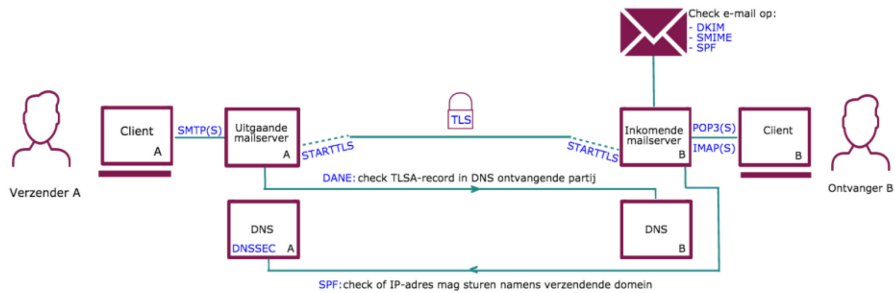 Check e-mail op:
- DKIM
- SMIME
- SPF
Client
A
SMTP(S)
Uitgaande
mailserver
A
STARTTLS
TLS
STARTTLS
Inkomende
mailserver
B
POP3(S)
IMAP(S)
Client
B
Verzender A
Ontvanger B
DANE: check TLSA-record in DNS ontvangende partij
DNS
DNSSEC
A
DNS
B
SPF: check of IP-adres mag sturen namens verzendende domein